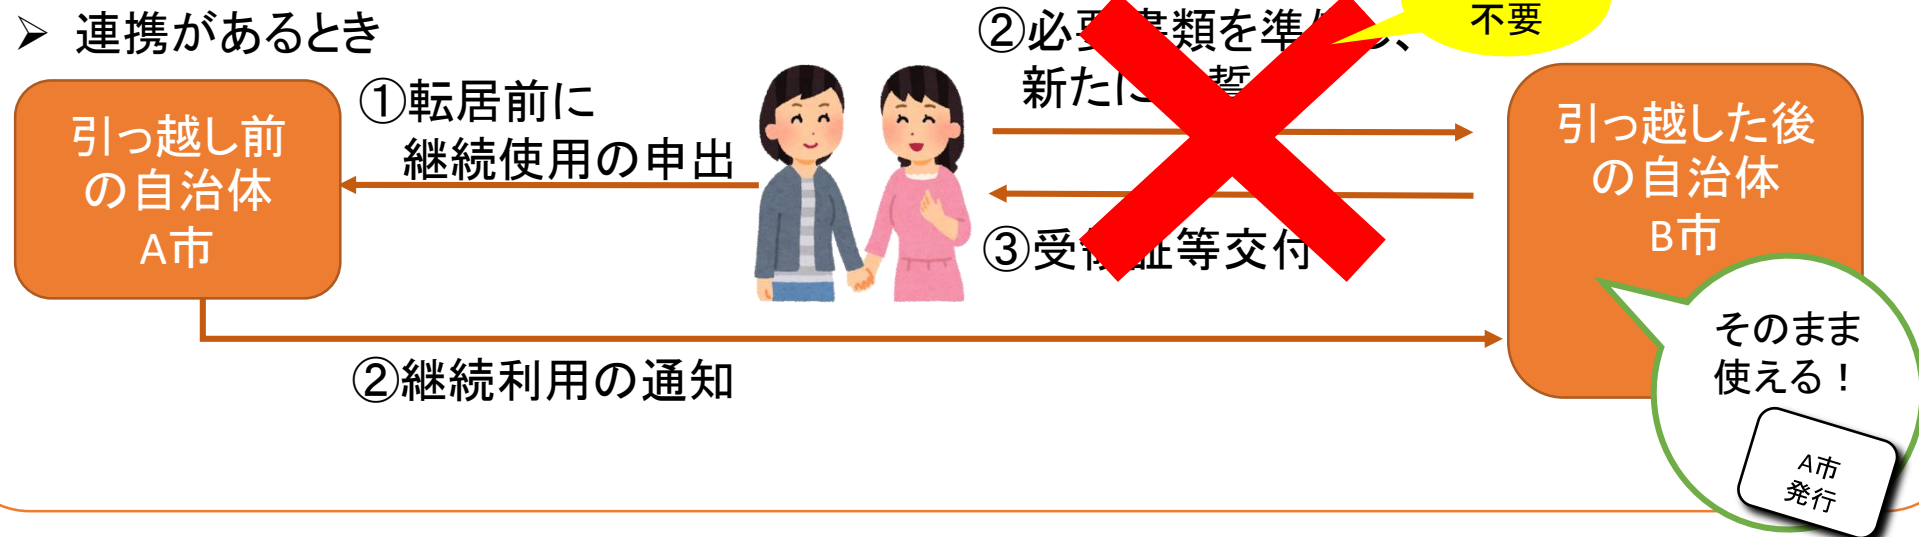 ➢ 連携があるとき
①転居前に
継続使用の申出
引っ越し前
の自治体
A市
②必要書類を準 、
新たに 誓
不要
③受 証等交付
引っ越した後
の自治体
B市
②継続利用の通知
そのまま
使える！
A市
発行